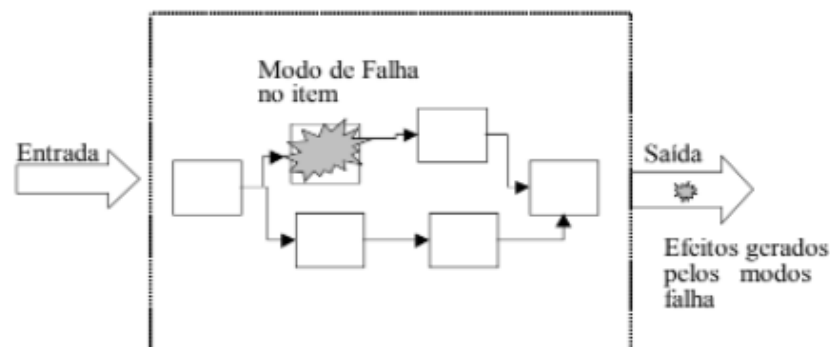 Modo de Falha
no item
Entrada
Saída
Efeitos gerados
pelos modos
falha